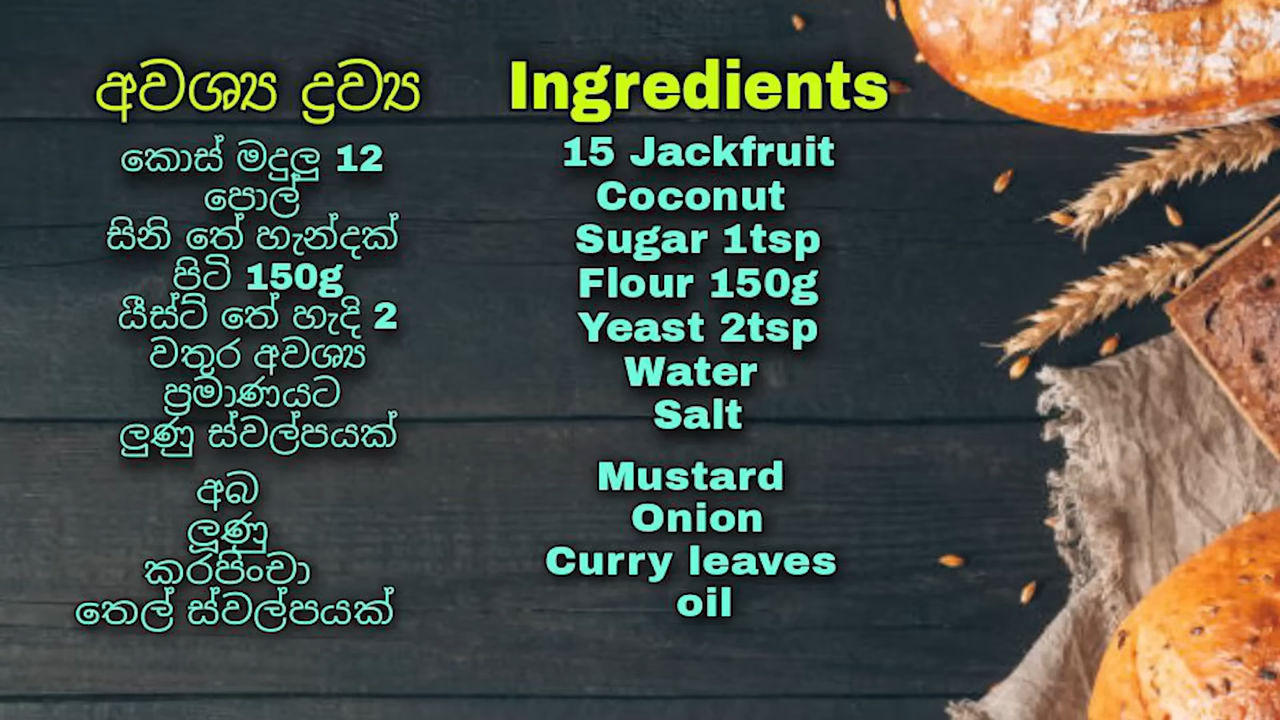 අවශ්‍ය ද්‍රව්‍ය
කොස් මදුලු 12
පොල්
සිනි තේ හැන්දක්
පිටි 150g
යීස්ට් තේ හැදි 2
වතුර අවශ්‍ය
ප්‍රමාණයට
ලුණු ස්වල්පයක්
අබ
ලූණු
කරපිංචා
තෙල් ස්වල්පයක්
Ingredients
15 Jackfruit
Coconut
Sugar 1tsp
Flour 150g
Yeast 2tsp
Water
Salt
Mustard
Onion
Curry leaves
oil